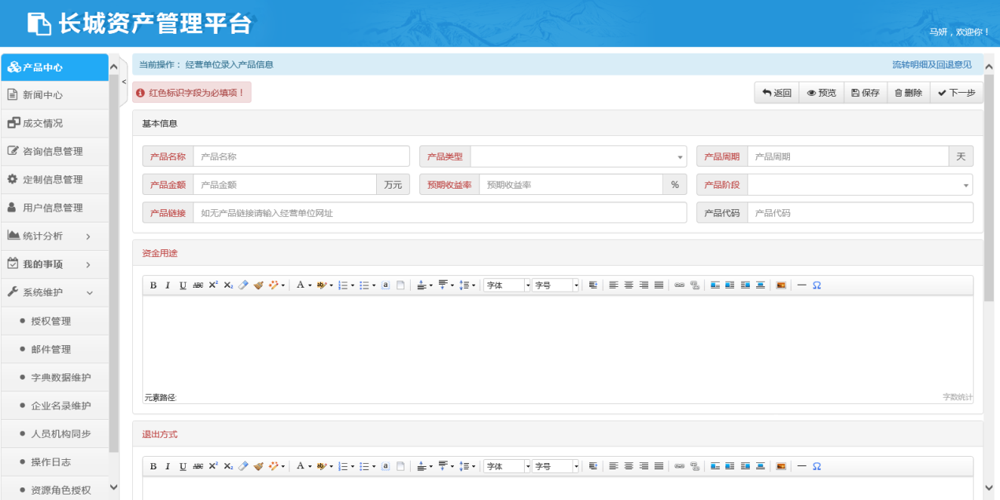 长城资产管理平台
马妍，欢迎你！
产品中心
新闻中心
成交情况
咨询信息管理
定制信息管理
用户信息管理
统计分析
我的事项
系统维护
授权管理
邮件管理
字典数据维护
企业名录维护
人员机构同步
操作日志
资源角色授权
<
当前操作： 经营单位录入产品信息 流转明细及回退意见
红色标识字段为必填项！ 返回 预览 保存 删除 下一步
基本信息
产品名称 产品名称 产品类型 产品周期 产品周期 天
产品金额 产品金额 万元 预期收益率 预期收益率 % 产品阶段
产品链接 如无产品链接请输入经营单位网址 产品代码 产品代码
资金用途
B I U ABC X² X₂ A ab a 字体 字号 Ω
元素路径: 字数统计
退出方式
B I U ABC X² X₂ A ab a 字体 字号 Ω